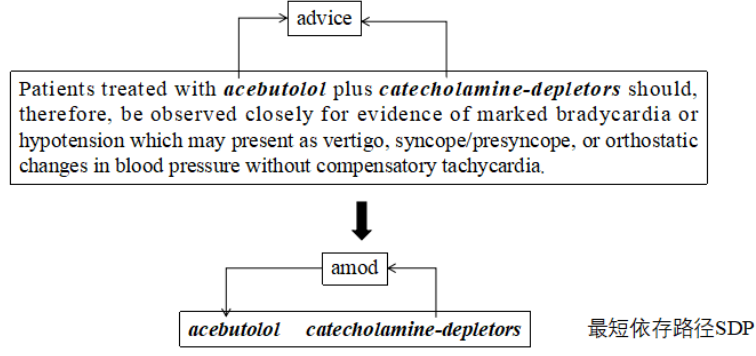 advice
Patients treated with acebutolol plus catecholamine-depletors should,
therefore, be observed closely for evidence of marked bradycardia or
hypotension which may present as vertigo, syncope/presyncope, or orthostatic
changes in blood pressure without compensatory tachycardia.
amod
acebutolol catecholamine-depletors
最短依存路径SDP